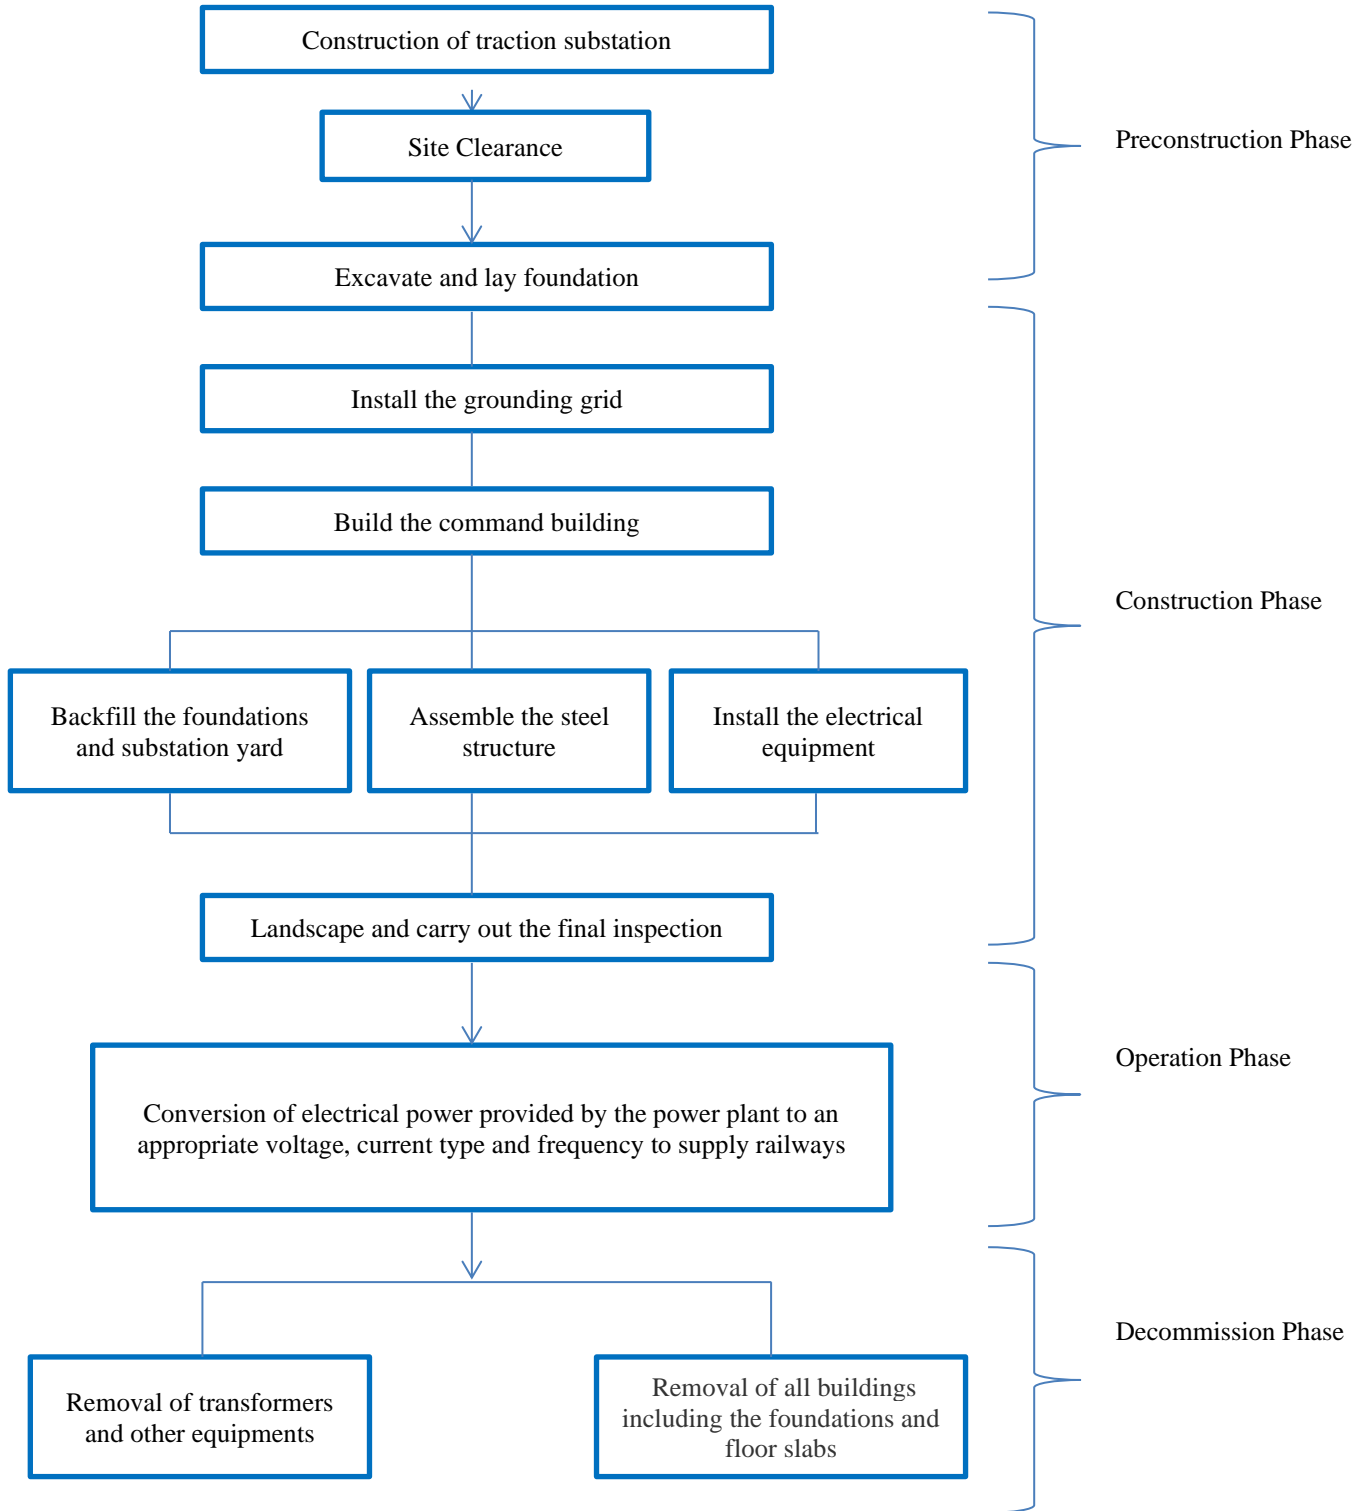 Construction of traction substation
Site Clearance
Preconstruction Phase
Excavate and lay foundation
Install the grounding grid
Build the command building
Construction Phase
Backfill the foundations
and substation yard
Assemble the steel
structure
Install the electrical
equipment
Landscape and carry out the final inspection
Operation Phase
Conversion of electrical power provided by the power plant to an
appropriate voltage, current type and frequency to supply railways
Decommission Phase
Removal of transformers
and other equipments
Removal of all buildings
including the foundations and
floor slabs